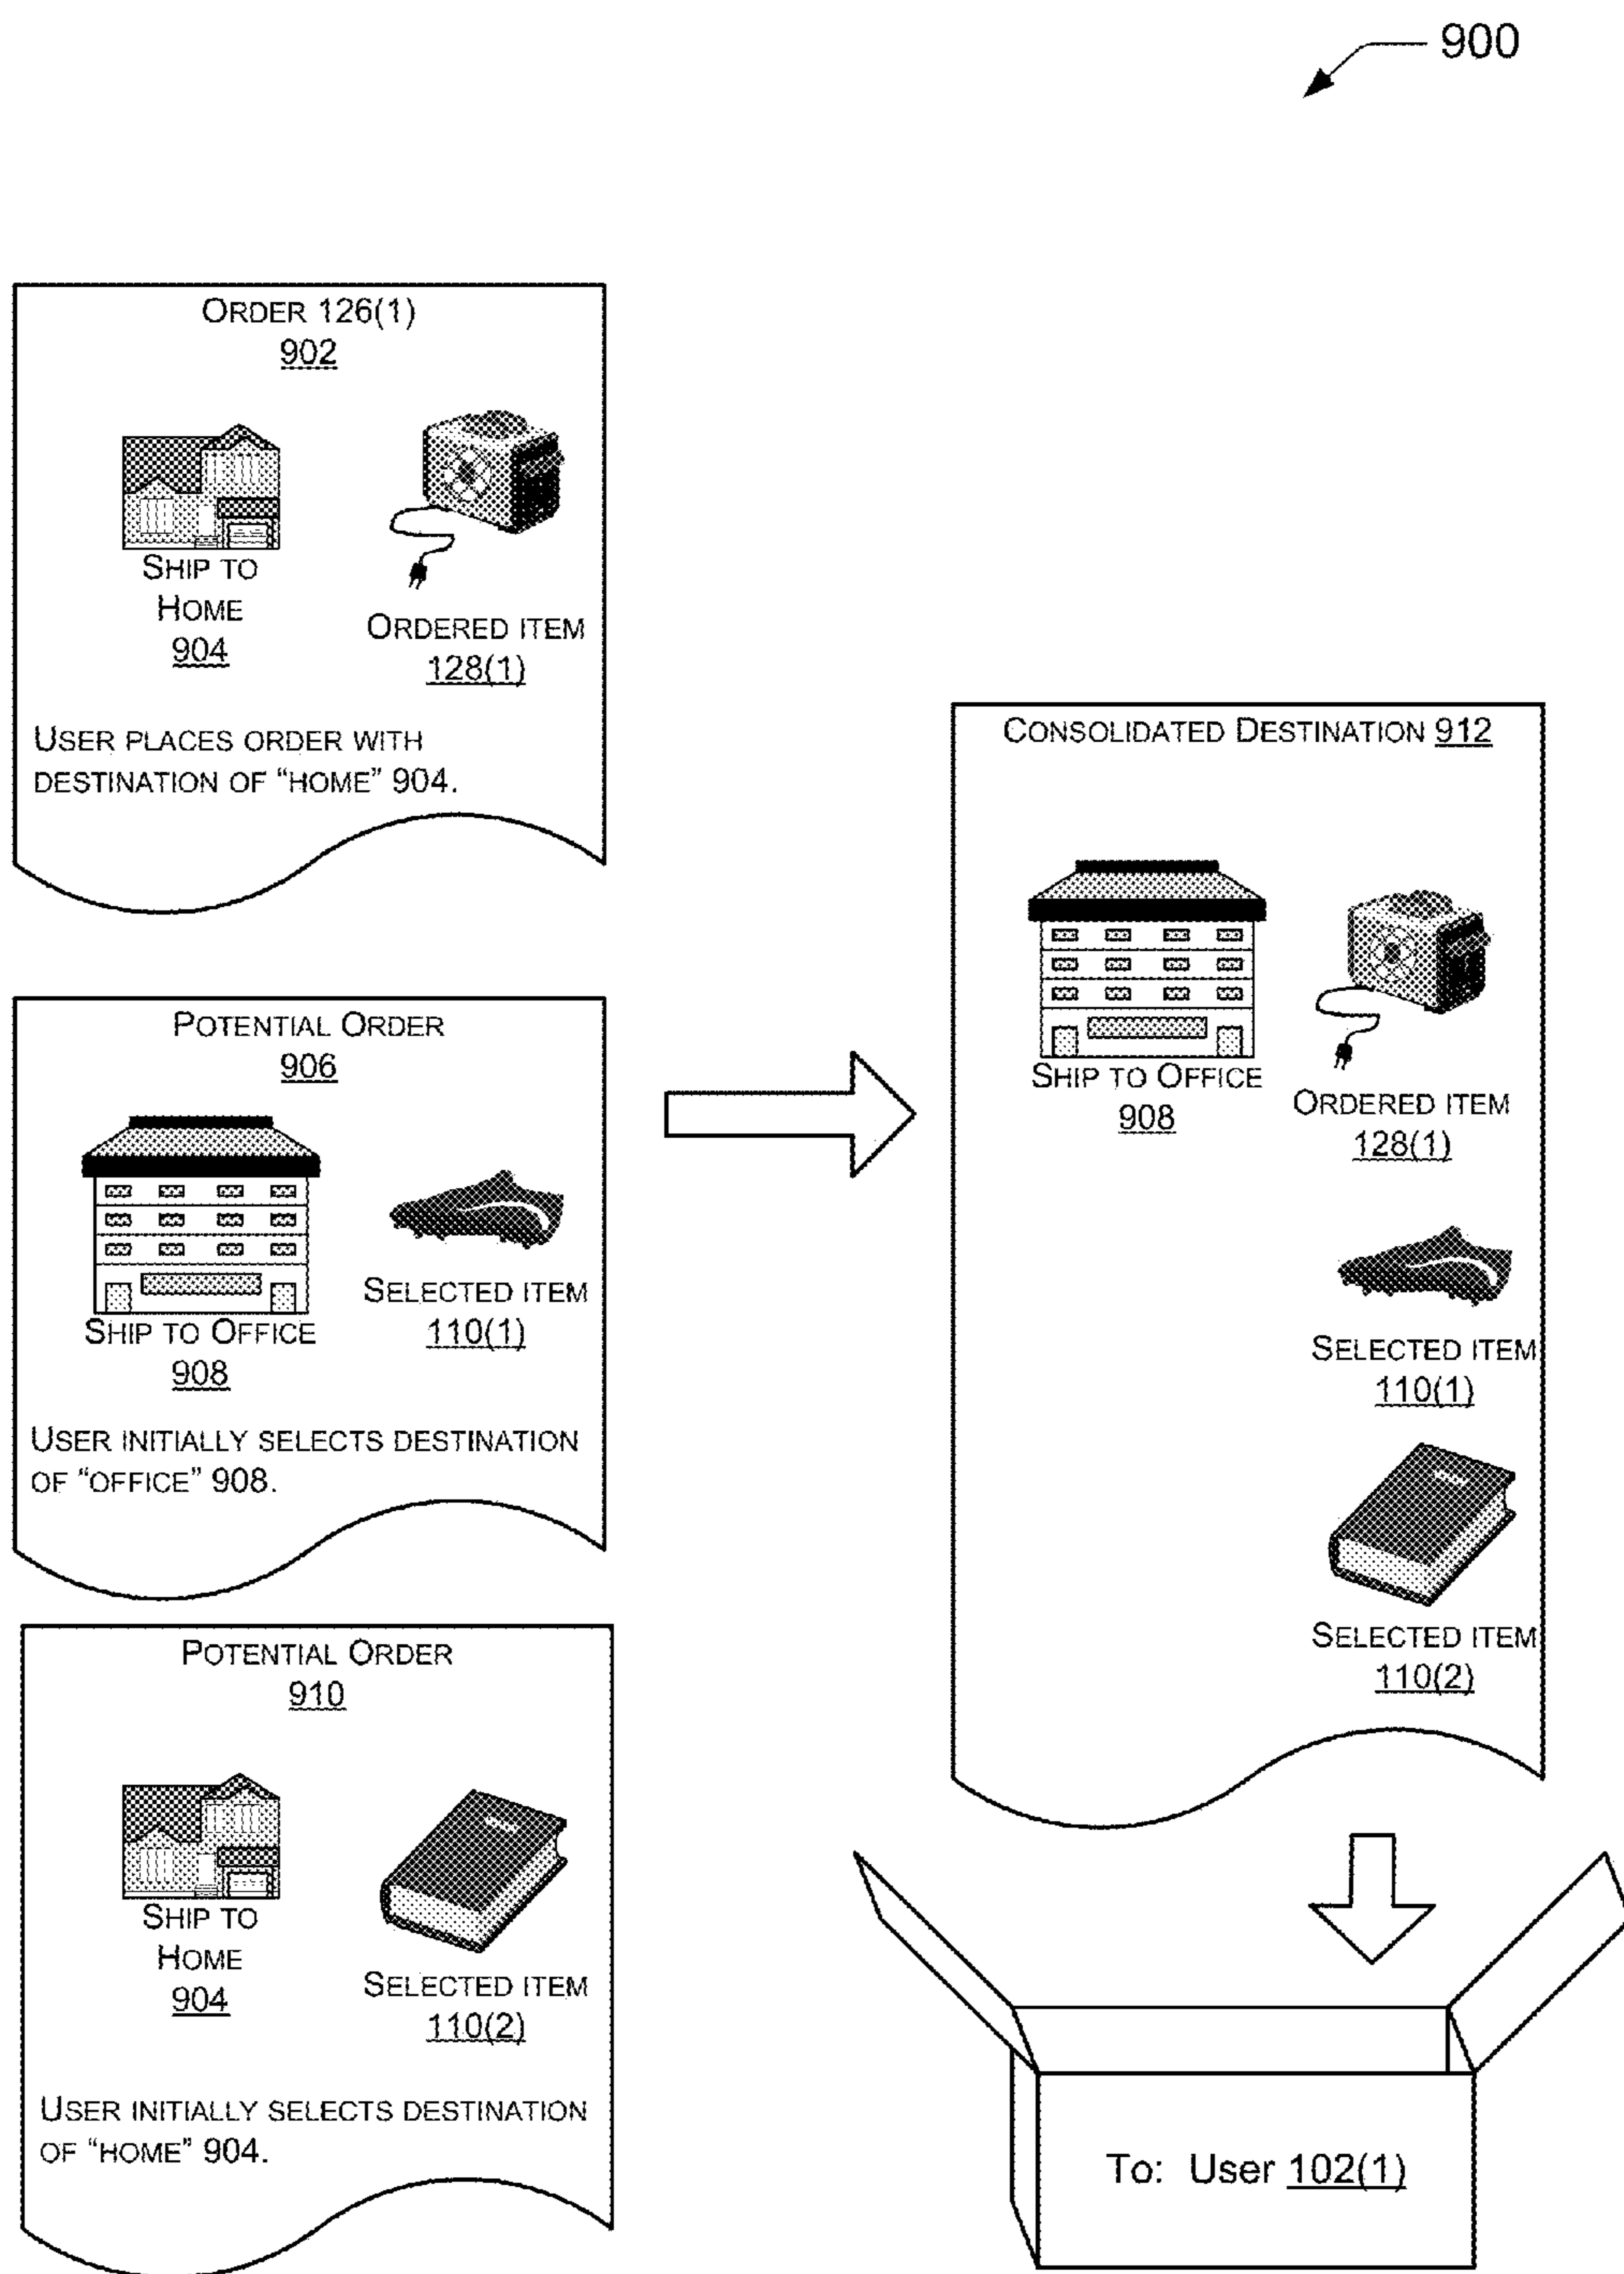 900
ORDER 126(1)
902
SHIP TO
HOME
904
ORDERED ITEM
128(1)
USER PLACES ORDER WITH
DESTINATION OF “HOME” 904.
POTENTIAL ORDER
906
SHIP TO OFFICE
908
SELECTED ITEM
110(1)
USER INITIALLY SELECTS DESTINATION
OF “OFFICE” 908.
POTENTIAL ORDER
910
SHIP TO
HOME
904
SELECTED ITEM
110(2)
USER INITIALLY SELECTS DESTINATION
OF “HOME” 904.
CONSOLIDATED DESTINATION 912
SHIP TO OFFICE
908
ORDERED ITEM
128(1)
SELECTED ITEM
110(1)
SELECTED ITEM
110(2)
To: User 102(1)